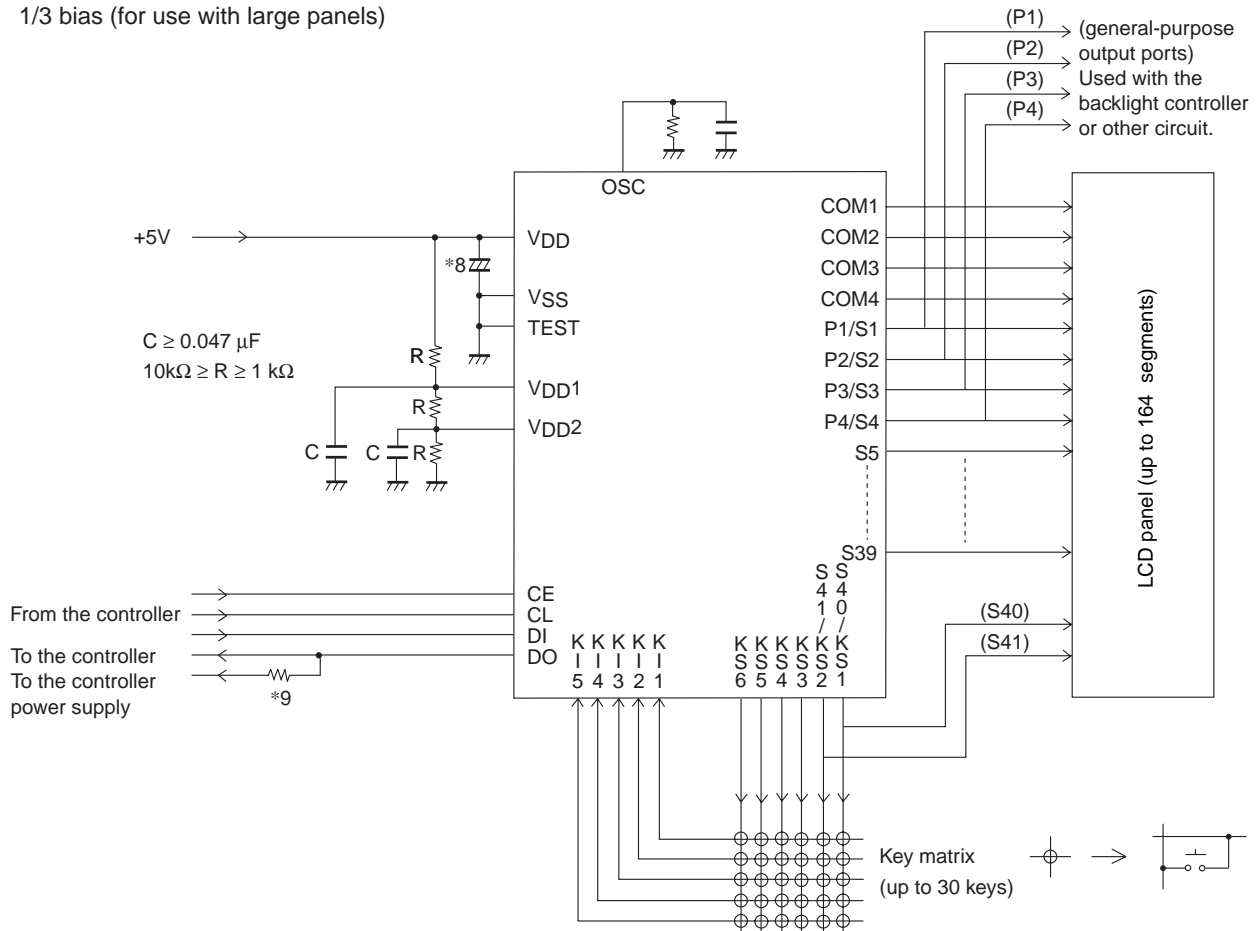 1/3 bias (for use with large panels)
(P1)
(P2)
(P3)
(P4)
(general-purpose
output ports)
Used with the
backlight controller
or other circuit.
OSC
+5V
VDD
*8
VSS
TEST
C ≥ 0.047 μF
10kΩ ≥ R ≥ 1 kΩ
R
VDD1
R
VDD2
C
C
R
COM1
COM2
COM3
COM4
P1/S1
P2/S2
P3/S3
P4/S4
S5
S39
LCD panel (up to 164 segments)
(S40)
(S41)
From the controller
To the controller
To the controller
power supply
*9
CE
CL
DI
DO
KI5
KI4
KI3
KI2
KI1
KS6
KS5
KS4
KS3
S41/KS2
S40/KS1
Key matrix
(up to 30 keys)